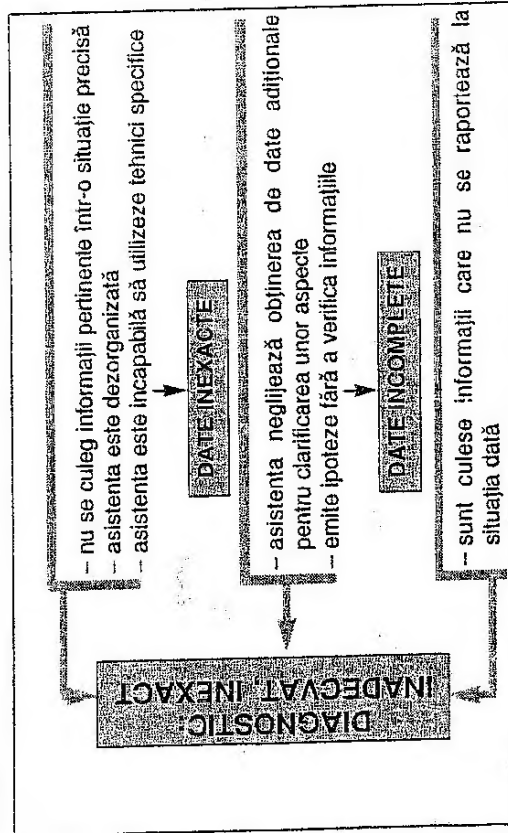 – nu se culeg informații pertinente într-o situație precisă
– asistenta este dezorganizată
– asistenta este incapabilă să utilizeze tehnici specifice
DATE INEXACTE
– asistenta neglijează obținerea de date adiționale
pentru clarificarea unor aspecte
– emite ipoteze fără a verifica informațiile
DATE INCOMPLETE
– sunt culese informații care nu se raportează la
situația dată
DIAGNOSTIC:
INADECVAT, INEXACT